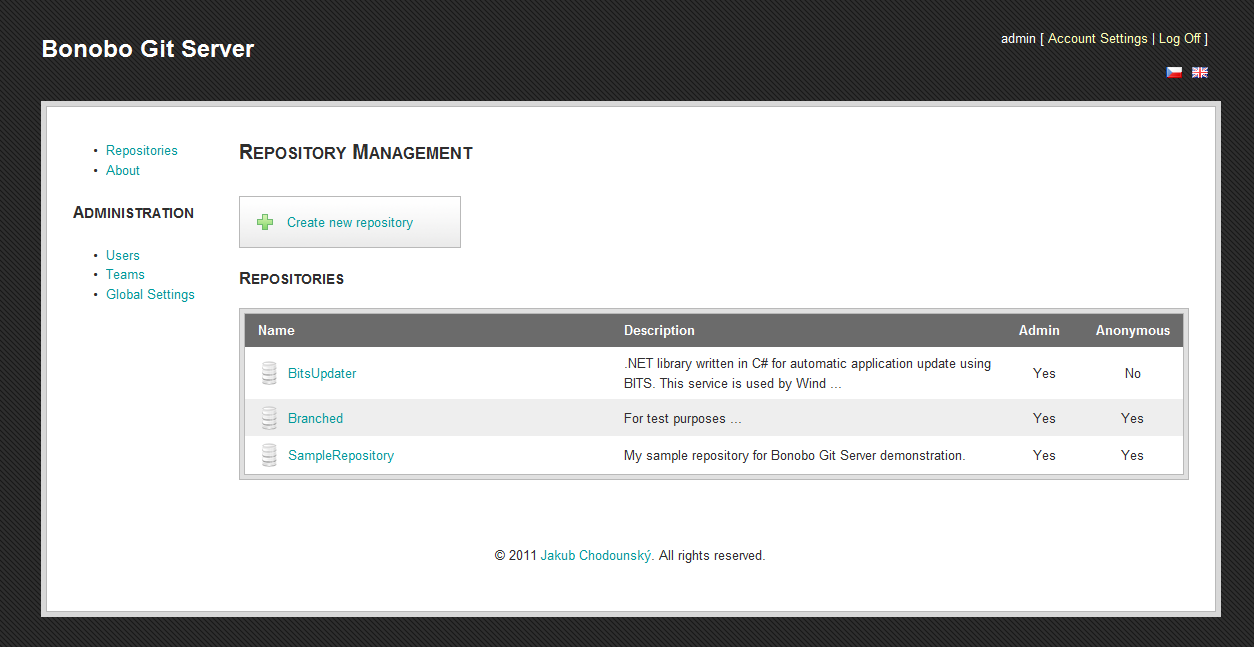 Bonobo Git Server
admin [ Account Settings | Log Off ]
• Repositories
• About
ADMINISTRATION
• Users
• Teams
• Global Settings
REPOSITORY MANAGEMENT
Create new repository
REPOSITORIES
Name Description Admin Anonymous
BitsUpdater .NET library written in C# for automatic application update using
BITS. This service is used by Wind ... Yes No
Branched For test purposes ... Yes Yes
SampleRepository My sample repository for Bonobo Git Server demonstration. Yes Yes
© 2011 Jakub Chodounský. All rights reserved.